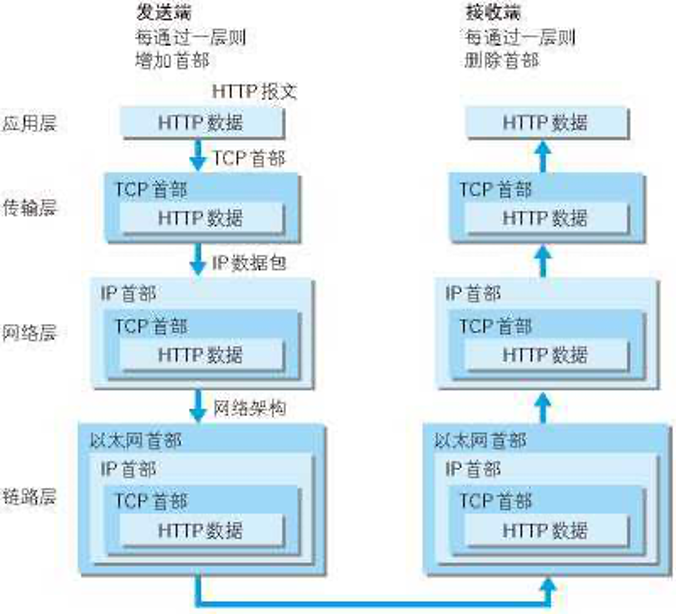 发送端
每通过一层则
增加首部
接收端
每通过一层则
删除首部
HTTP 报文
应用层
HTTP 数据
HTTP 数据
TCP 首部
传输层
TCP 首部
HTTP 数据
TCP 首部
HTTP 数据
IP 数据包
网络层
IP 首部
TCP 首部
HTTP 数据
IP 首部
TCP 首部
HTTP 数据
网络架构
链路层
以太网首部
IP 首部
TCP 首部
HTTP 数据
以太网首部
IP 首部
TCP 首部
HTTP 数据